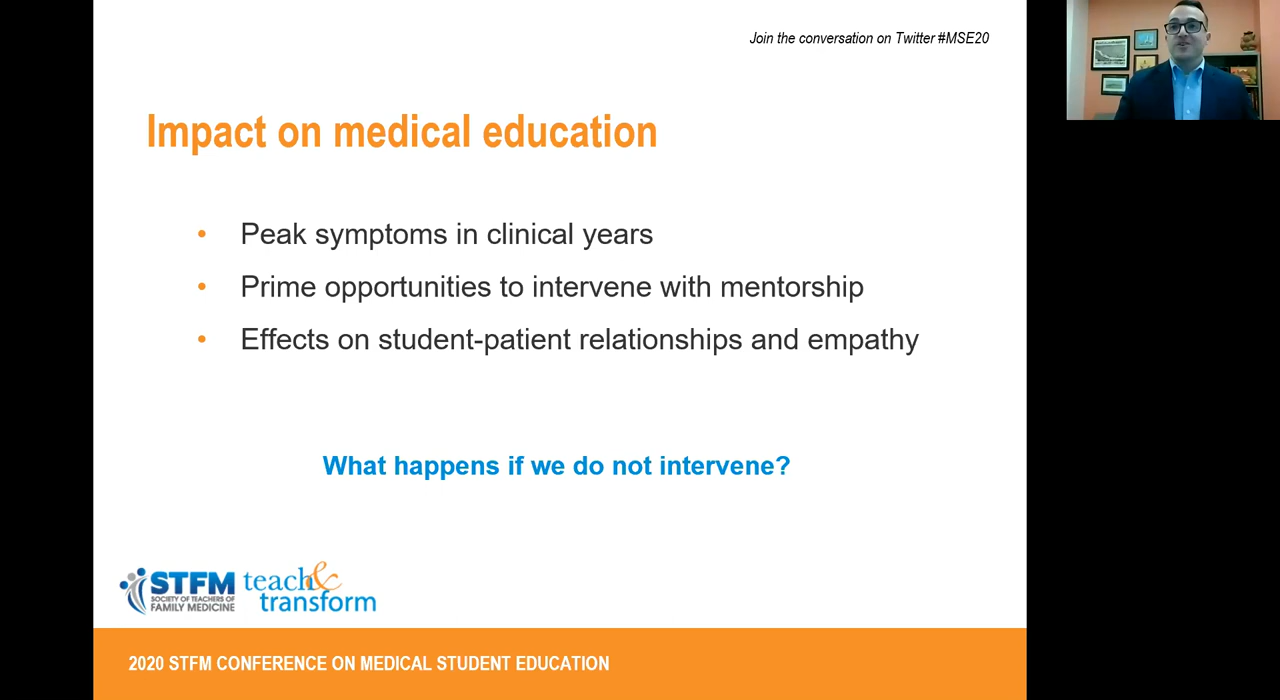 Join the conversation on Twitter #MSE20
Impact on medical education
• Peak symptoms in clinical years
• Prime opportunities to intervene with mentorship
• Effects on student-patient relationships and empathy
What happens if we do not intervene?
STFM
SOCIETY OF TEACHERS OF
FAMILY MEDICINE
teach&
transform
2020 STFM CONFERENCE ON MEDICAL STUDENT EDUCATION